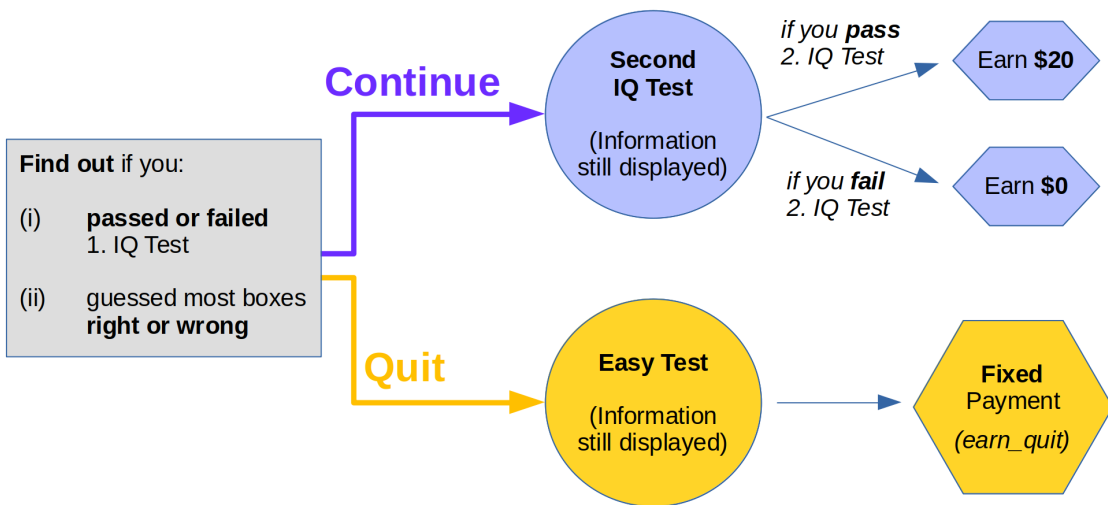 Find out if you:
(i) passed or failed
1. IQ Test
(ii) guessed most boxes
right or wrong
Continue
Second
IQ Test
(Information
still displayed)
if you pass
2. IQ Test
Earn $20
if you fail
2. IQ Test
Earn $0
Quit
Easy Test
(Information
still displayed)
Fixed
Payment
(earn_quit)